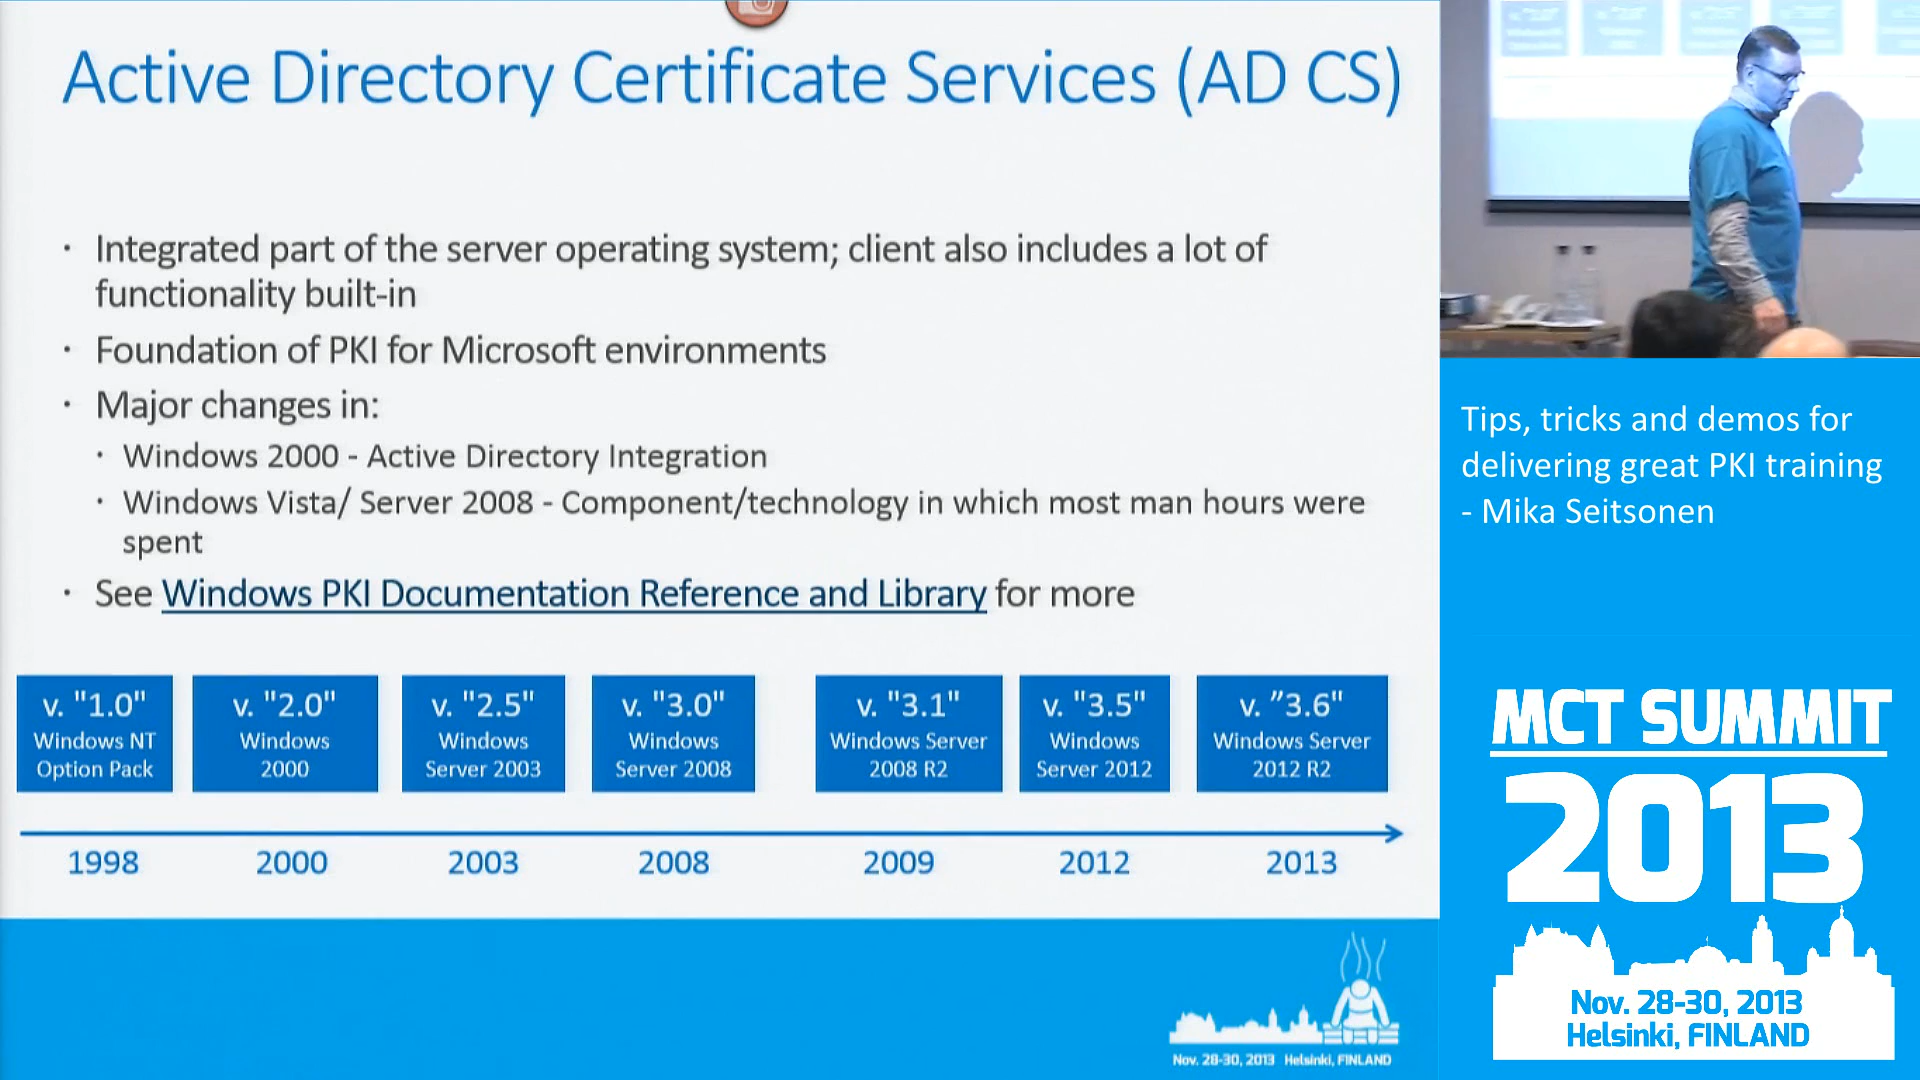 Active Directory Certificate Services (AD CS)
· Integrated part of the server operating system; client also includes a lot of
functionality built-in
· Foundation of PKI for Microsoft environments
· Major changes in:
· Windows 2000 - Active Directory Integration
· Windows Vista/ Server 2008 - Component/technology in which most man hours were
spent
· See Windows PKI Documentation Reference and Library for more
v. "1.0"
Windows NT
Option Pack
v. "2.0"
Windows
2000
v. "2.5"
Windows
Server 2003
v. "3.0"
Windows
Server 2008
v. "3.1"
Windows Server
2008 R2
v. "3.5"
Windows
Server 2012
v. ”3.6"
Windows Server
2012 R2
1998
2000
2003
2008
2009
2012
2013
Nov. 28-30, 2013 Helsinki, FINLAND
Tips, tricks and demos for
delivering great PKI training
- Mika Seitsonen
MCT SUMMIT
2013
Nov. 28-30, 2013
Helsinki, FINLAND